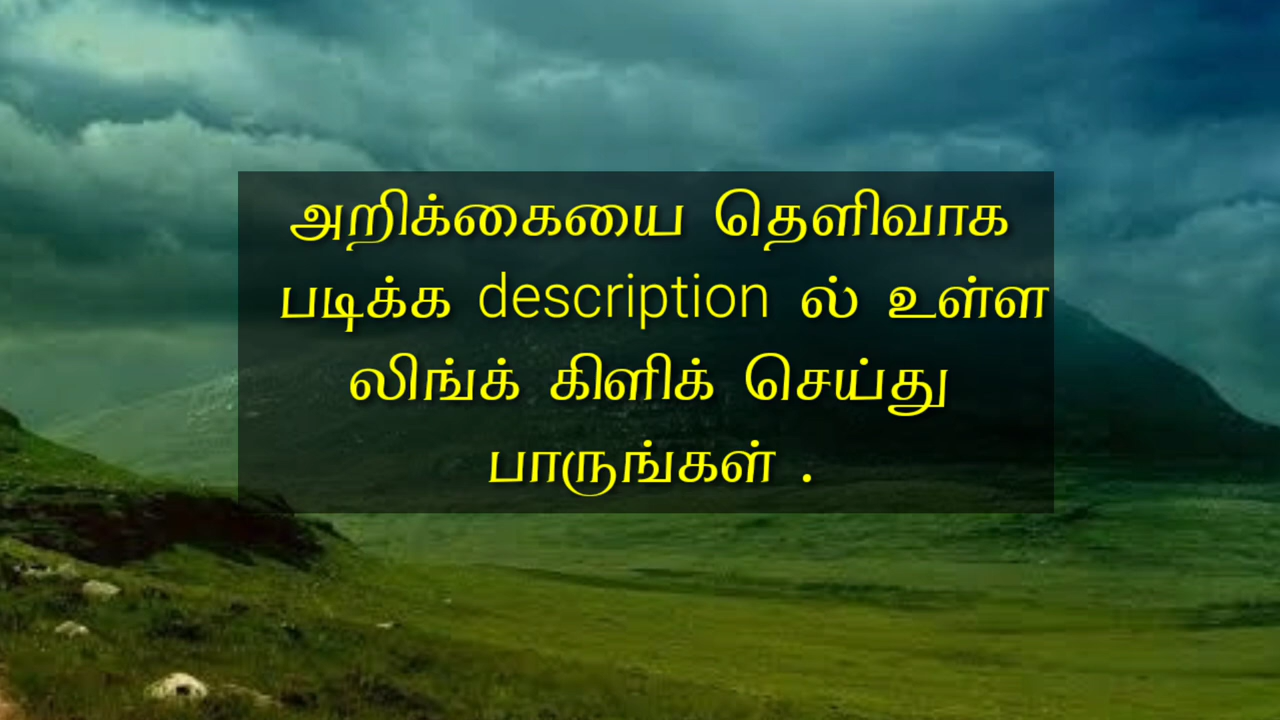 அறிக்கையை தெளிவாக
படிக்க description ல் உள்ள
லிங்க் கிளிக் செய்து
பாருங்கள் .